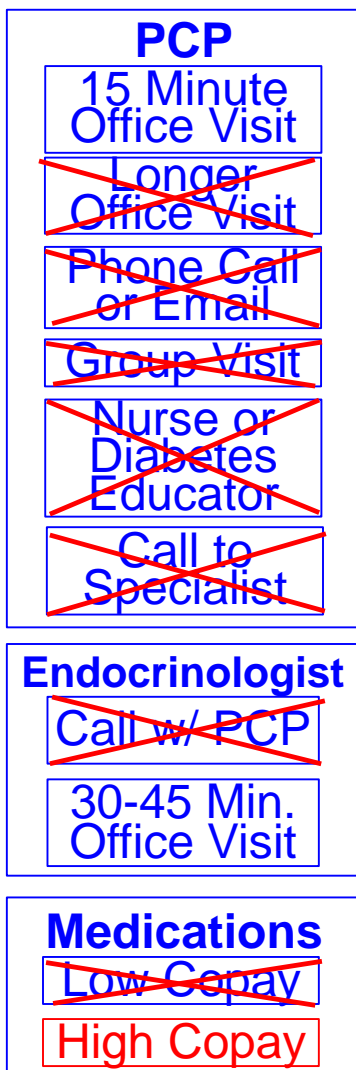 PCP
15 Minute
Office Visit
Longer
Office Visit
Phone Call
or Email
Group Visit
Nurse or
Diabetes
Educator
Call to
Specialist
Endocrinologist
Call w/ PCP
30-45 Min.
Office Visit
Medications
Low Copay
High Copay